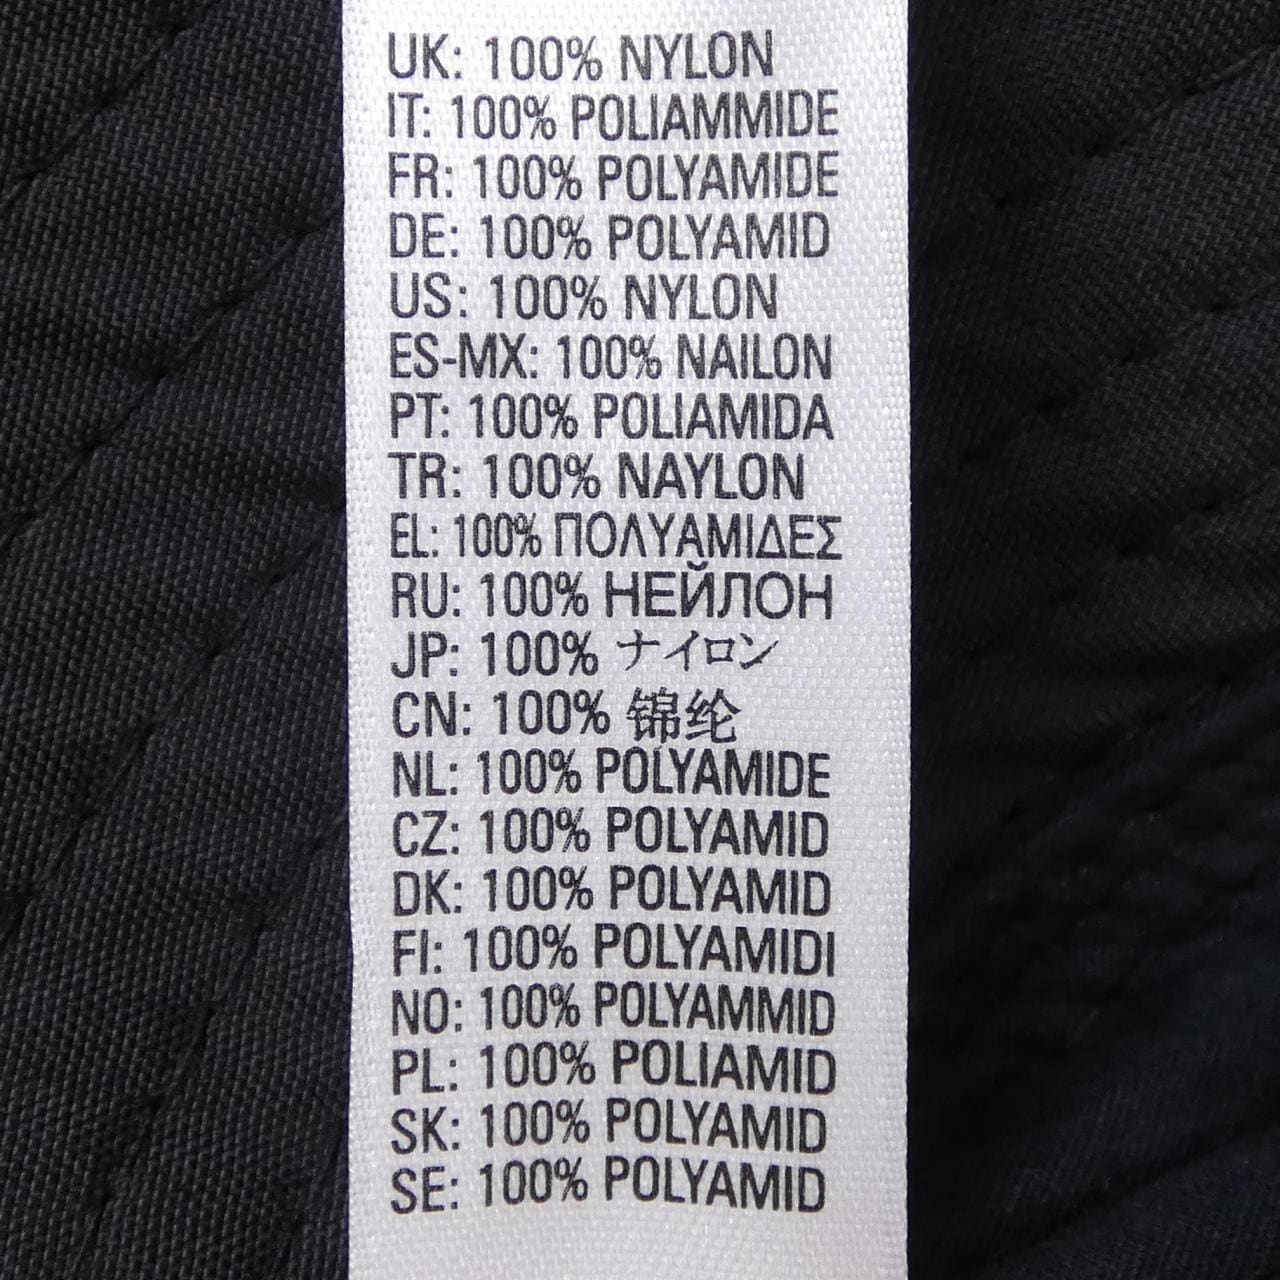 UK: 100% NYLON
IT: 100% POLIAMMIDE
FR: 100% POLYAMIDE
DE: 100% POLYAMID
US: 100% NYLON
ES-MX: 100% NAILON
PT: 100% POLIAMIDA
TR: 100% NAYLON
EL: 100% ΠΟΛΥΑΜΙΔΕΣ
RU: 100% НЕЙЛОН
JP: 100% ナイロン
CN: 100% 锦纶
NL: 100% POLYAMIDE
CZ: 100% POLYAMID
DK: 100% POLYAMID
FI: 100% POLYAMIDI
NO: 100% POLYAMMID
PL: 100% POLIAMID
SK: 100% POLYAMID
SE: 100% POLYAMID